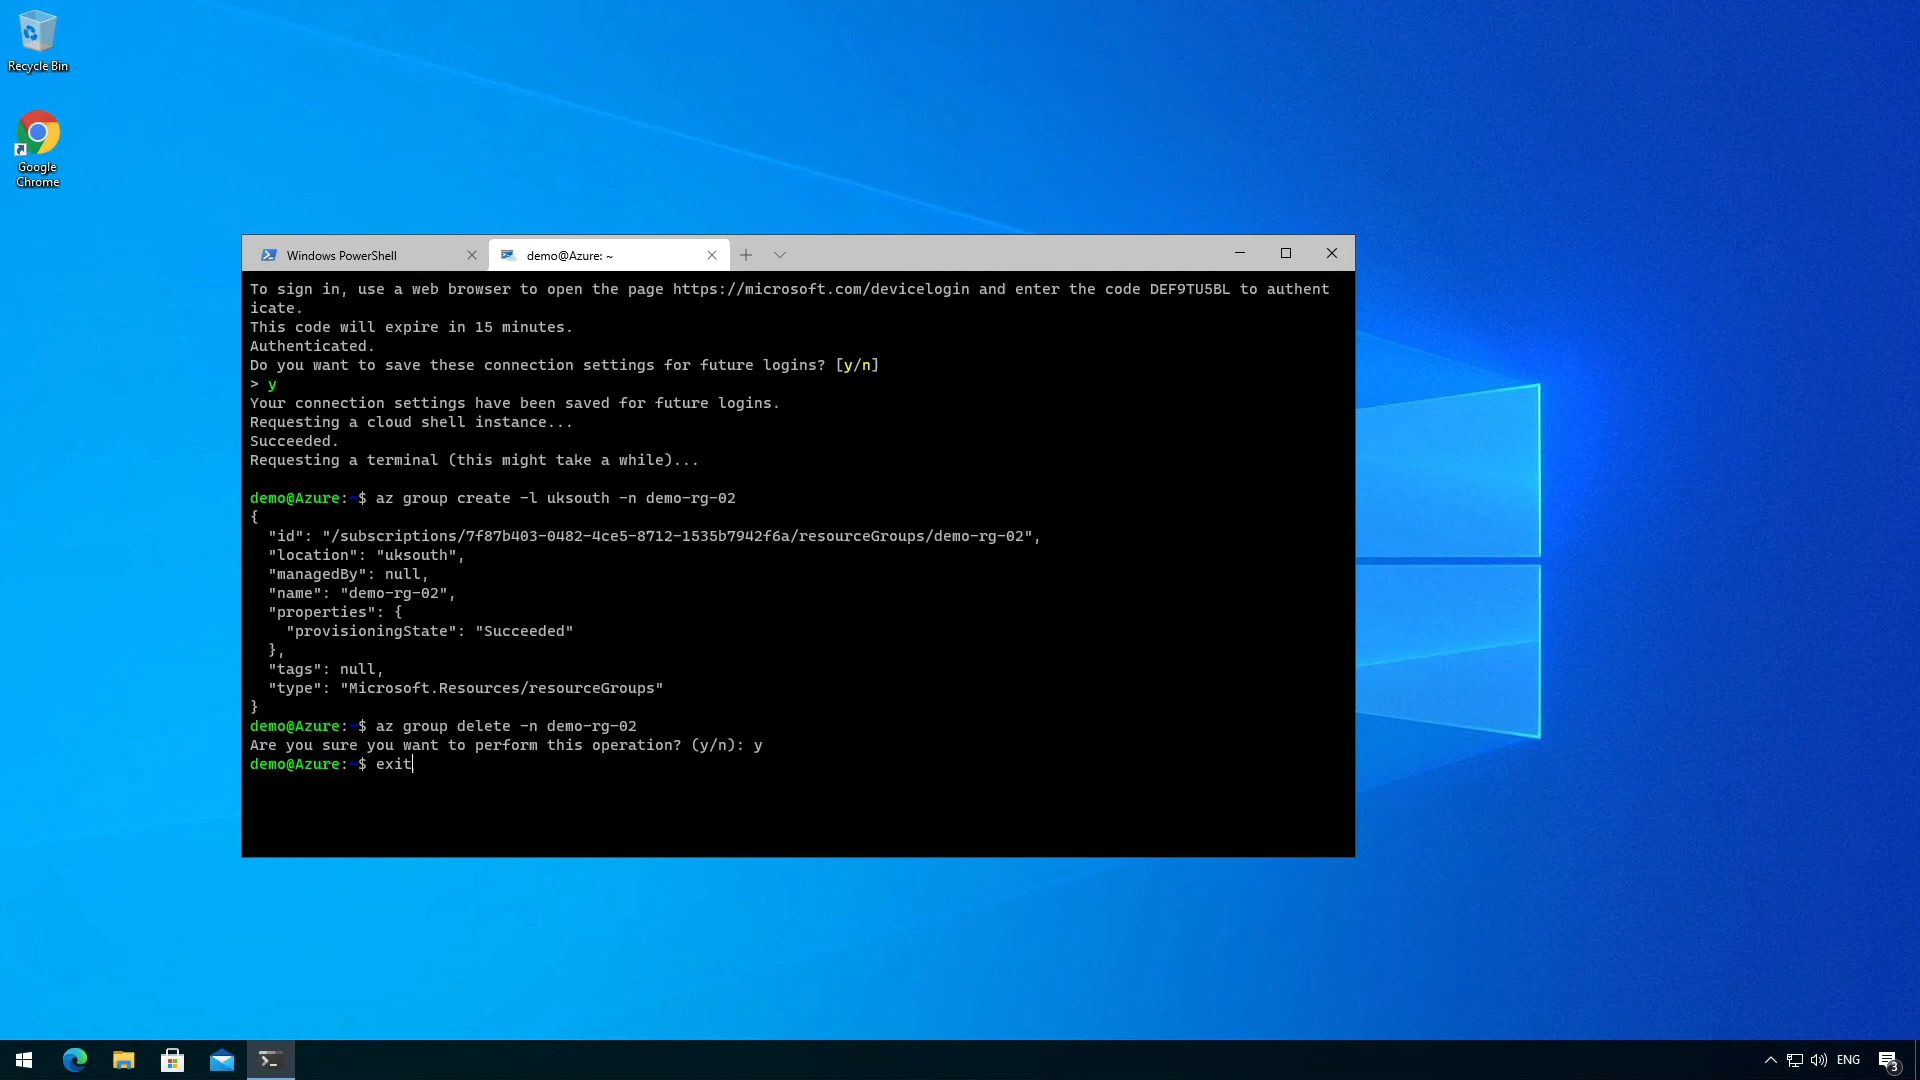 Recycle Bin
Google
Chrome
Windows PowerShell
demo@Azure: ~
To sign in, use a web browser to open the page https://microsoft.com/devicelogin and enter the code DEF9TU5BL to authent
icate.
This code will expire in 15 minutes.
Authenticated.
Do you want to save these connection settings for future logins? [y/n]
> y
Your connection settings have been saved for future logins.
Requesting a cloud shell instance...
Succeeded.
Requesting a terminal (this might take a while)...
demo@Azure:~$ az group create -l uksouth -n demo-rg-02
{
  "id": "/subscriptions/7f87b403-0482-4ce5-8712-1535b7942f6a/resourceGroups/demo-rg-02",
  "location": "uksouth",
  "managedBy": null,
  "name": "demo-rg-02",
  "properties": {
    "provisioningState": "Succeeded"
  },
  "tags": null,
  "type": "Microsoft.Resources/resourceGroups"
}
demo@Azure:~$ az group delete -n demo-rg-02
Are you sure you want to perform this operation? (y/n): y
demo@Azure:~$ exit
ENG
3